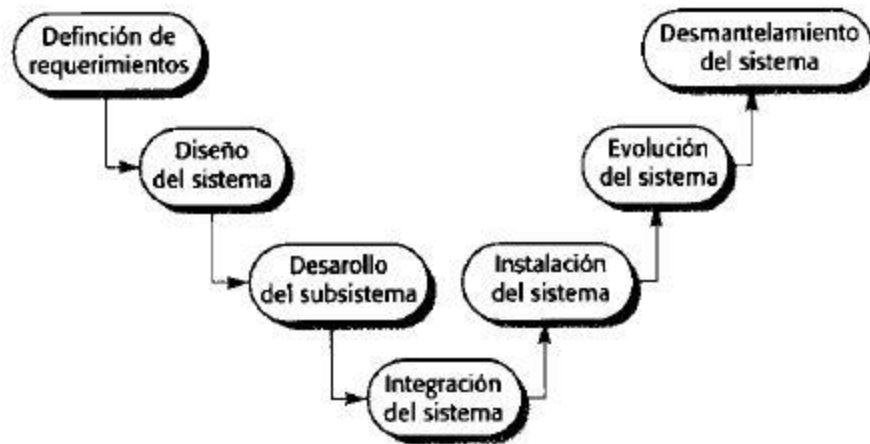 Definción de
requerimientos
Diseño
del sistema
Desarollo
del subsistema
Integración
del sistema
Instalación
del sistema
Evolución
del sistema
Desmantelamiento
del sistema